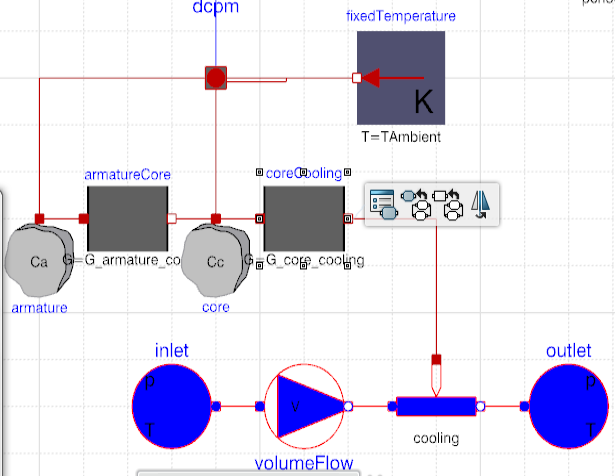 dcpm
fixedTemperature
K
T=TAmbient
armatureCore
coreCooling
Ca
G=G_armature_co
Cc
G=G_core_cooling
armature
core
inlet
outlet
p
p
v
T
T
cooling
volumeFlow